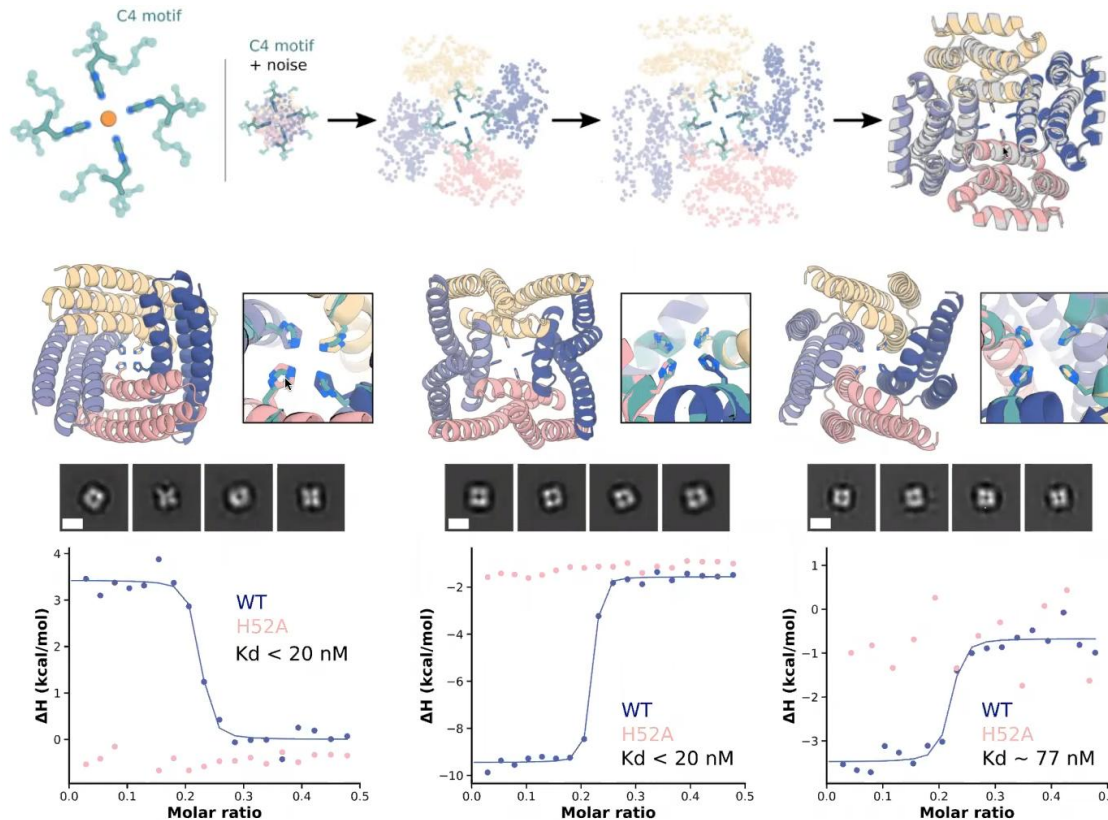 C4 motif
C4 motif
+ noise
4
3
2
1
0
ΔH (kcal/mol)
WT
H52A
Kd < 20 nM
0.0 0.1 0.2 0.3 0.4 0.5
Molar ratio
−2
−4
−6
−8
−10
ΔH (kcal/mol)
WT
H52A
Kd < 20 nM
0.0 0.1 0.2 0.3 0.4 0.5
Molar ratio
1
0
−1
−2
−3
ΔH (kcal/mol)
WT
H52A
Kd ~ 77 nM
0.0 0.1 0.2 0.3 0.4
Molar ratio